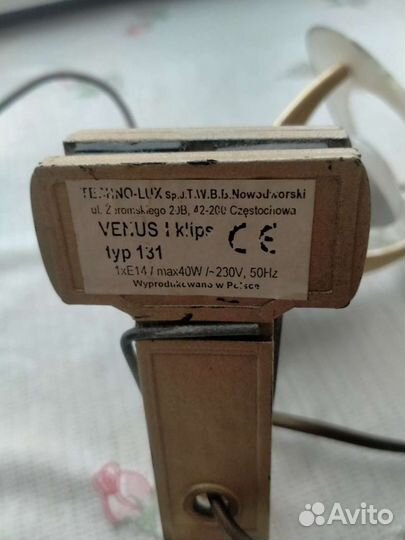 TECHNO-LUX sp.J.T.W.B.B.Nowodworski
ul. Żeromskiego 20B, 42-200 Częstochowa
VENUS I klips CE
typ 131
1xE14 / max40W /~230V, 50Hz
Wyprodukowano w Polsce
Avito